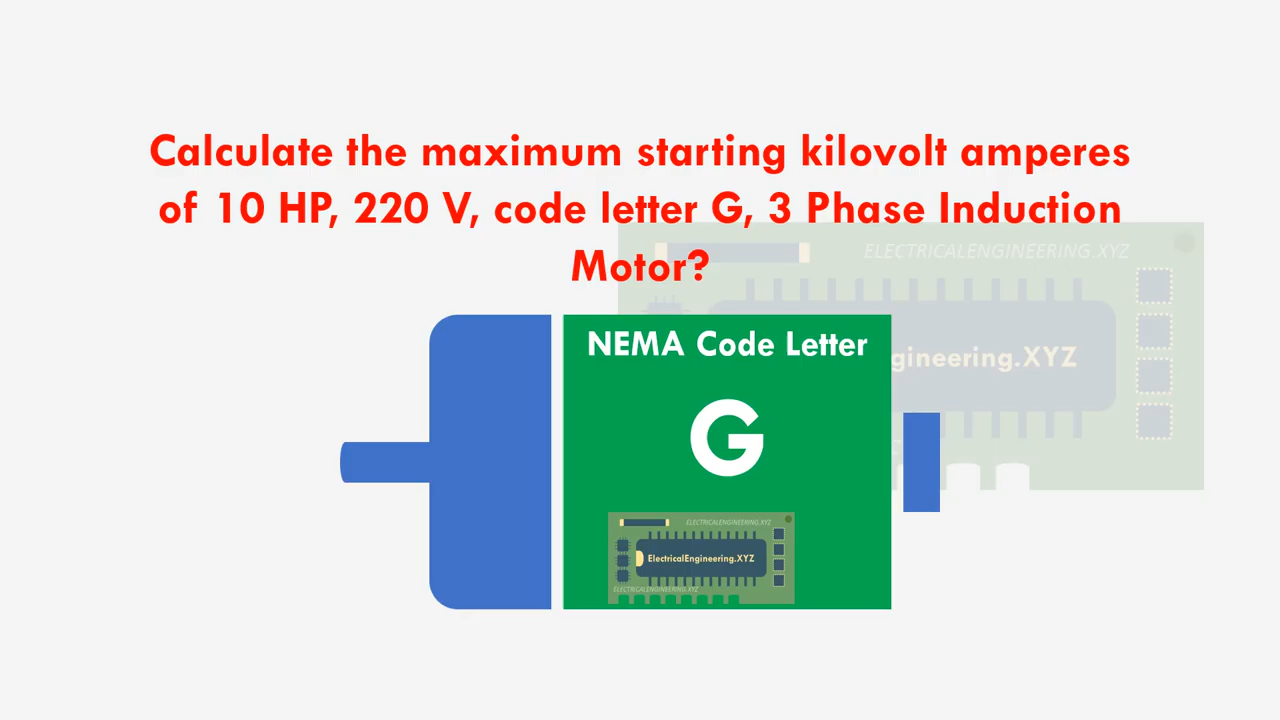 Calculate the maximum starting kilovolt amperes
of 10 HP, 220 V, code letter G, 3 Phase Induction
Motor?
ELECTRICALENGINEERING.XYZ
NEMA Code Letter
gineering.XYZ
G
ELECTRICALENGINEERING.XYZ
ElectricalEngineering.XYZ
ELECTRICALENGINEERING.XYZ